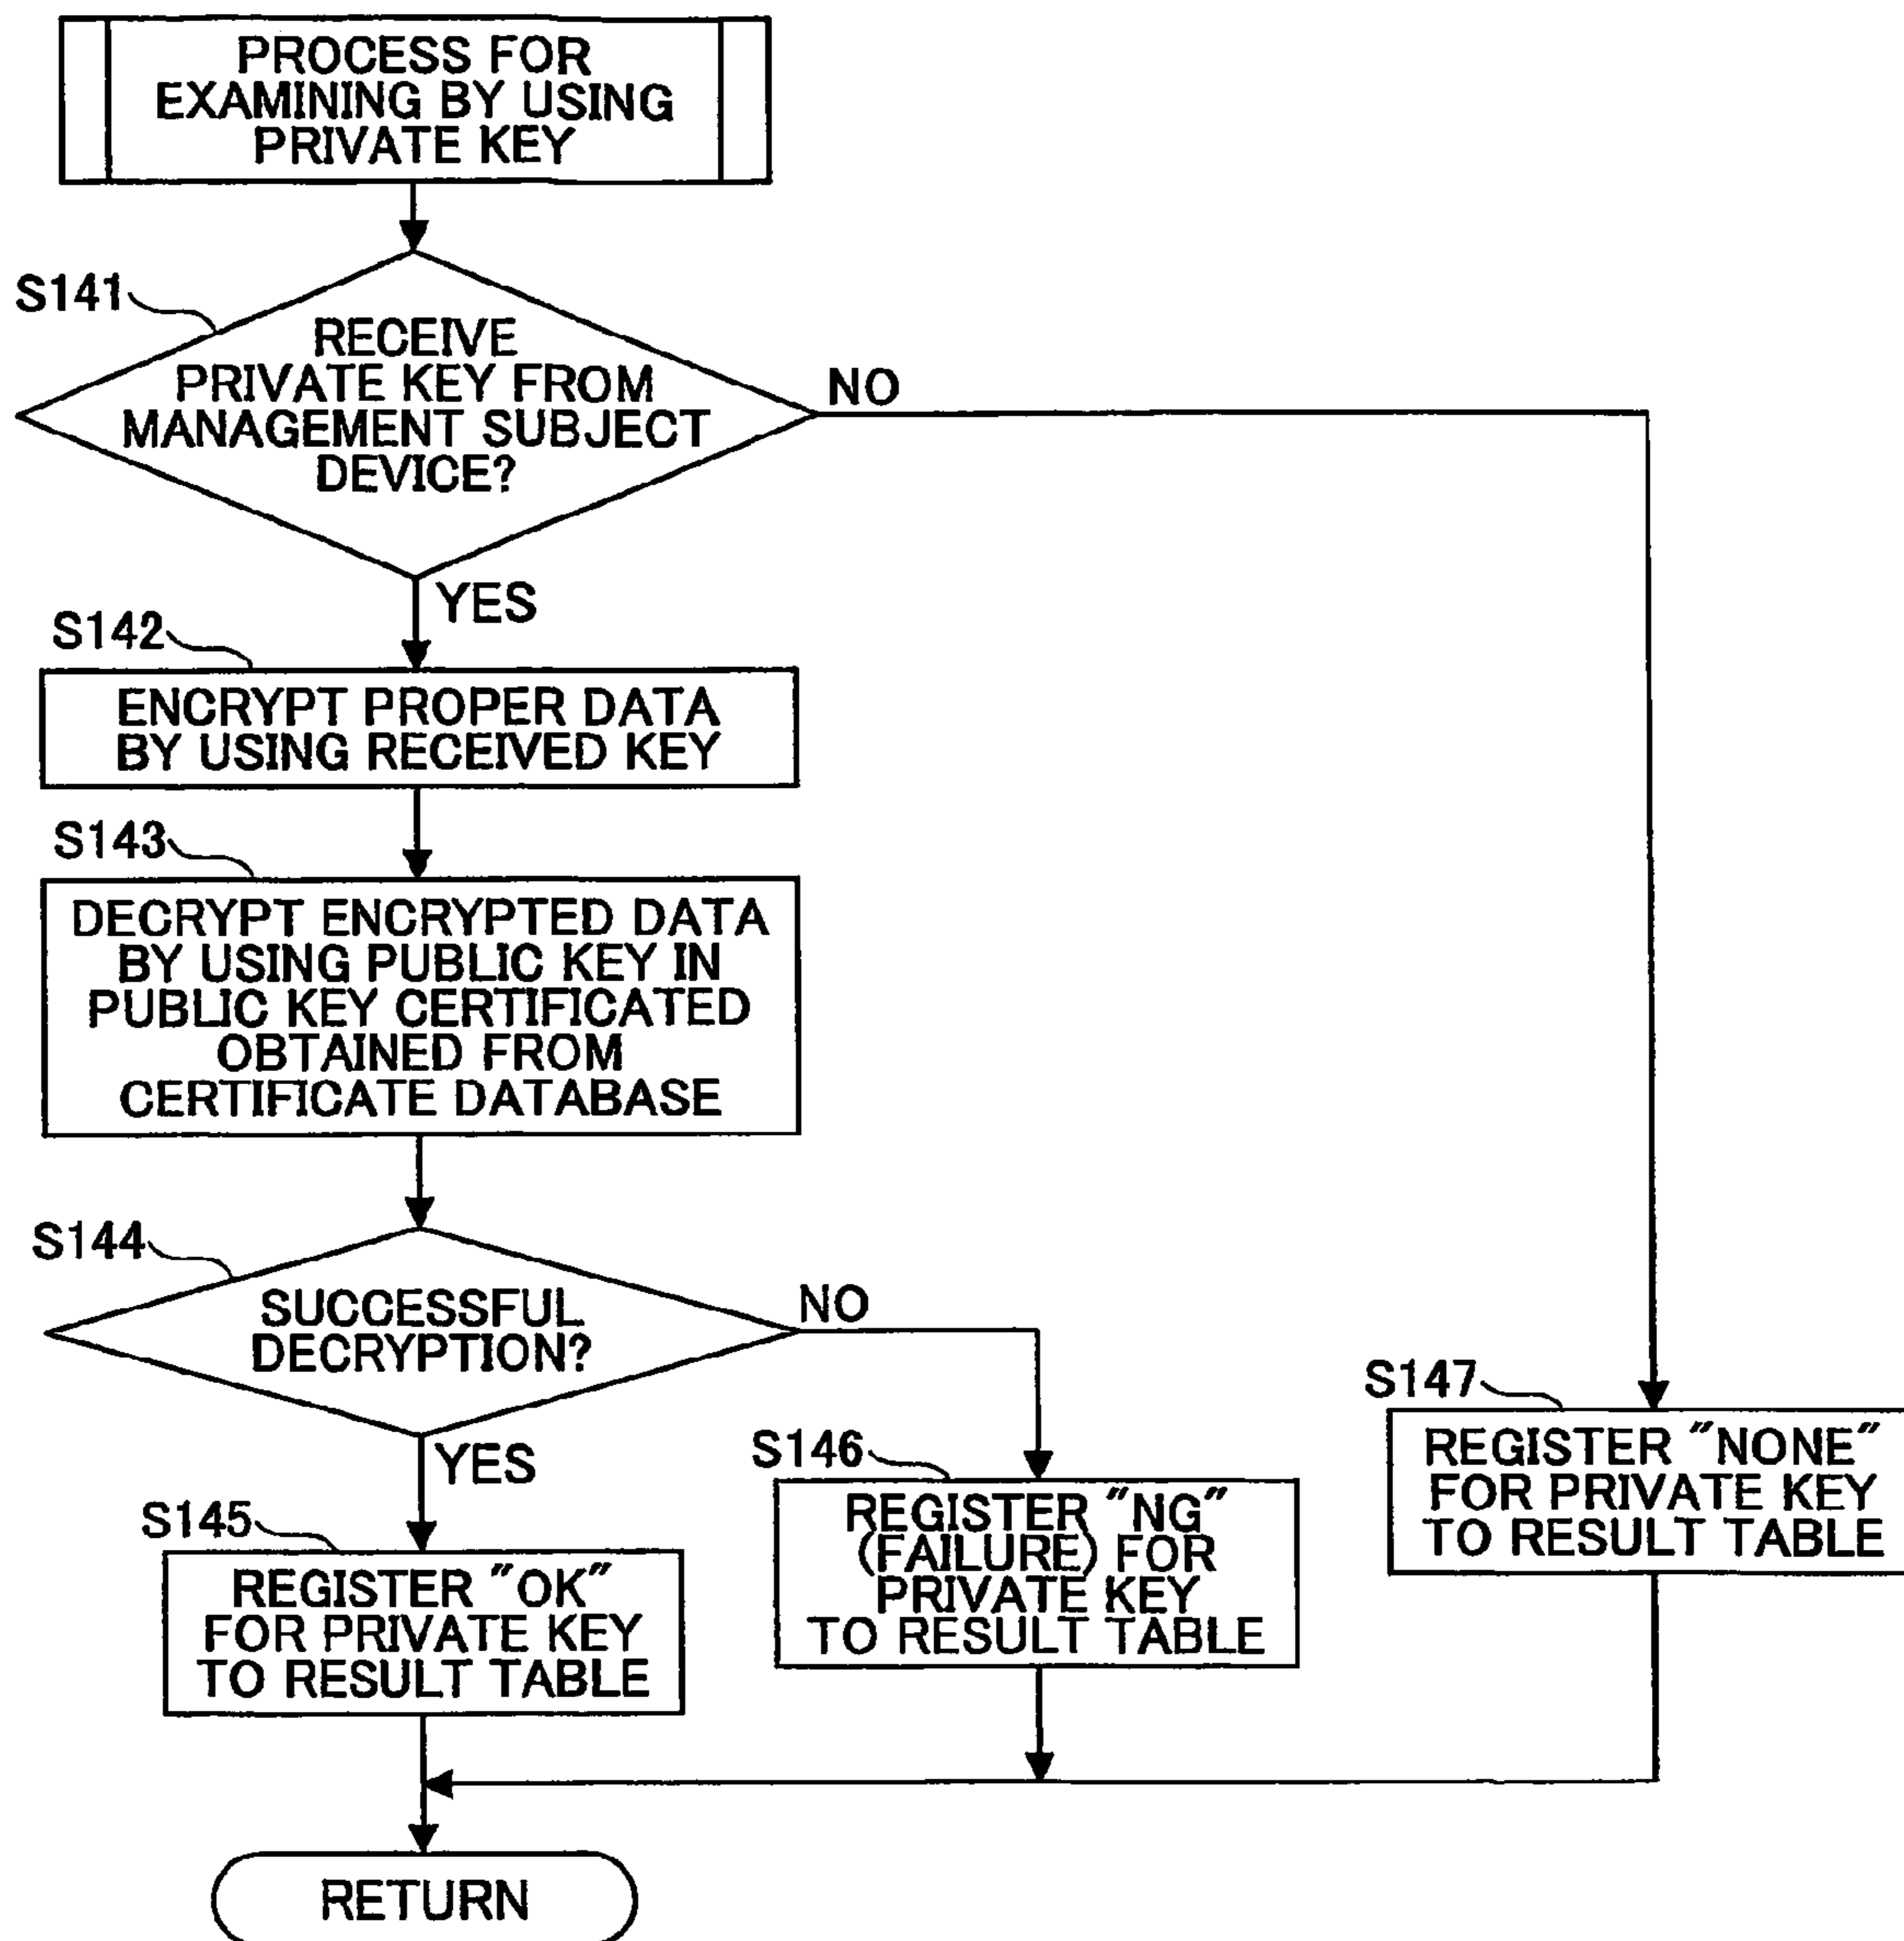 PROCESS FOR
EXAMINING BY USING
PRIVATE KEY
S141
RECEIVE
PRIVATE KEY FROM
MANAGEMENT SUBJECT
DEVICE?
NO
YES
S142
ENCRYPT PROPER DATA
BY USING RECEIVED KEY
S143
DECRYPT ENCRYPTED DATA
BY USING PUBLIC KEY IN
PUBLIC KEY CERTIFICATED
OBTAINED FROM
CERTIFICATE DATABASE
S144
SUCCESSFUL
DECRYPTION?
NO
YES
S145
REGISTER "OK"
FOR PRIVATE KEY
TO RESULT TABLE
S146
REGISTER "NG"
(FAILURE) FOR
PRIVATE KEY
TO RESULT TABLE
S147
REGISTER "NONE"
FOR PRIVATE KEY
TO RESULT TABLE
RETURN